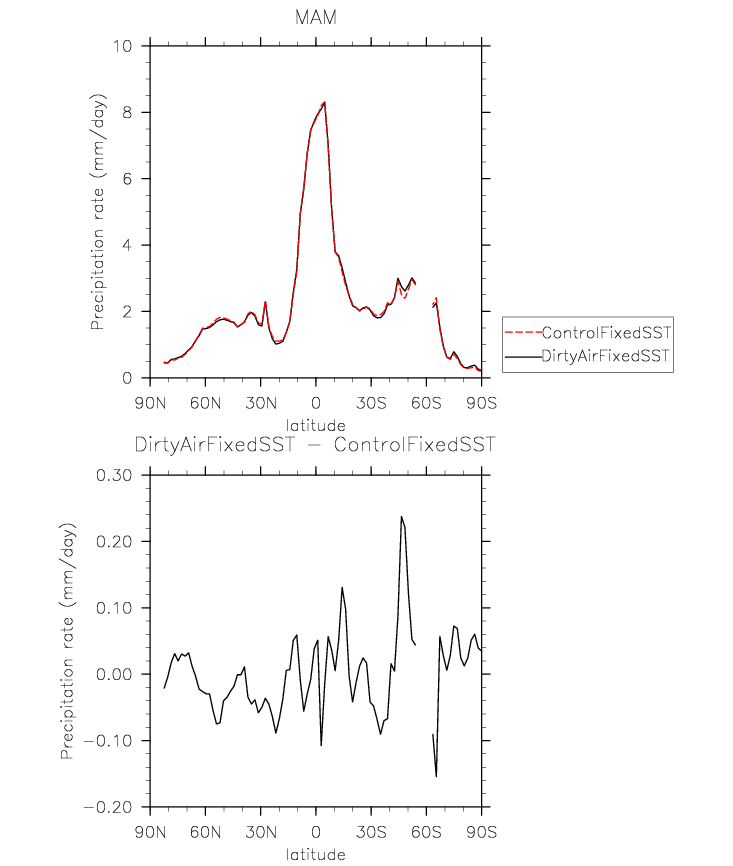 MAM
10
8
6
4
2
0
Precipitation rate (mm/day)
90N 60N 30N 0 30S 60S 90S
latitude
ControlFixedSST
DirtyAirFixedSST
DirtyAirFixedSST − ControlFixedSST
0.30
0.20
0.10
0.00
−0.10
−0.20
Precipitation rate (mm/day)
90N 60N 30N 0 30S 60S 90S
latitude